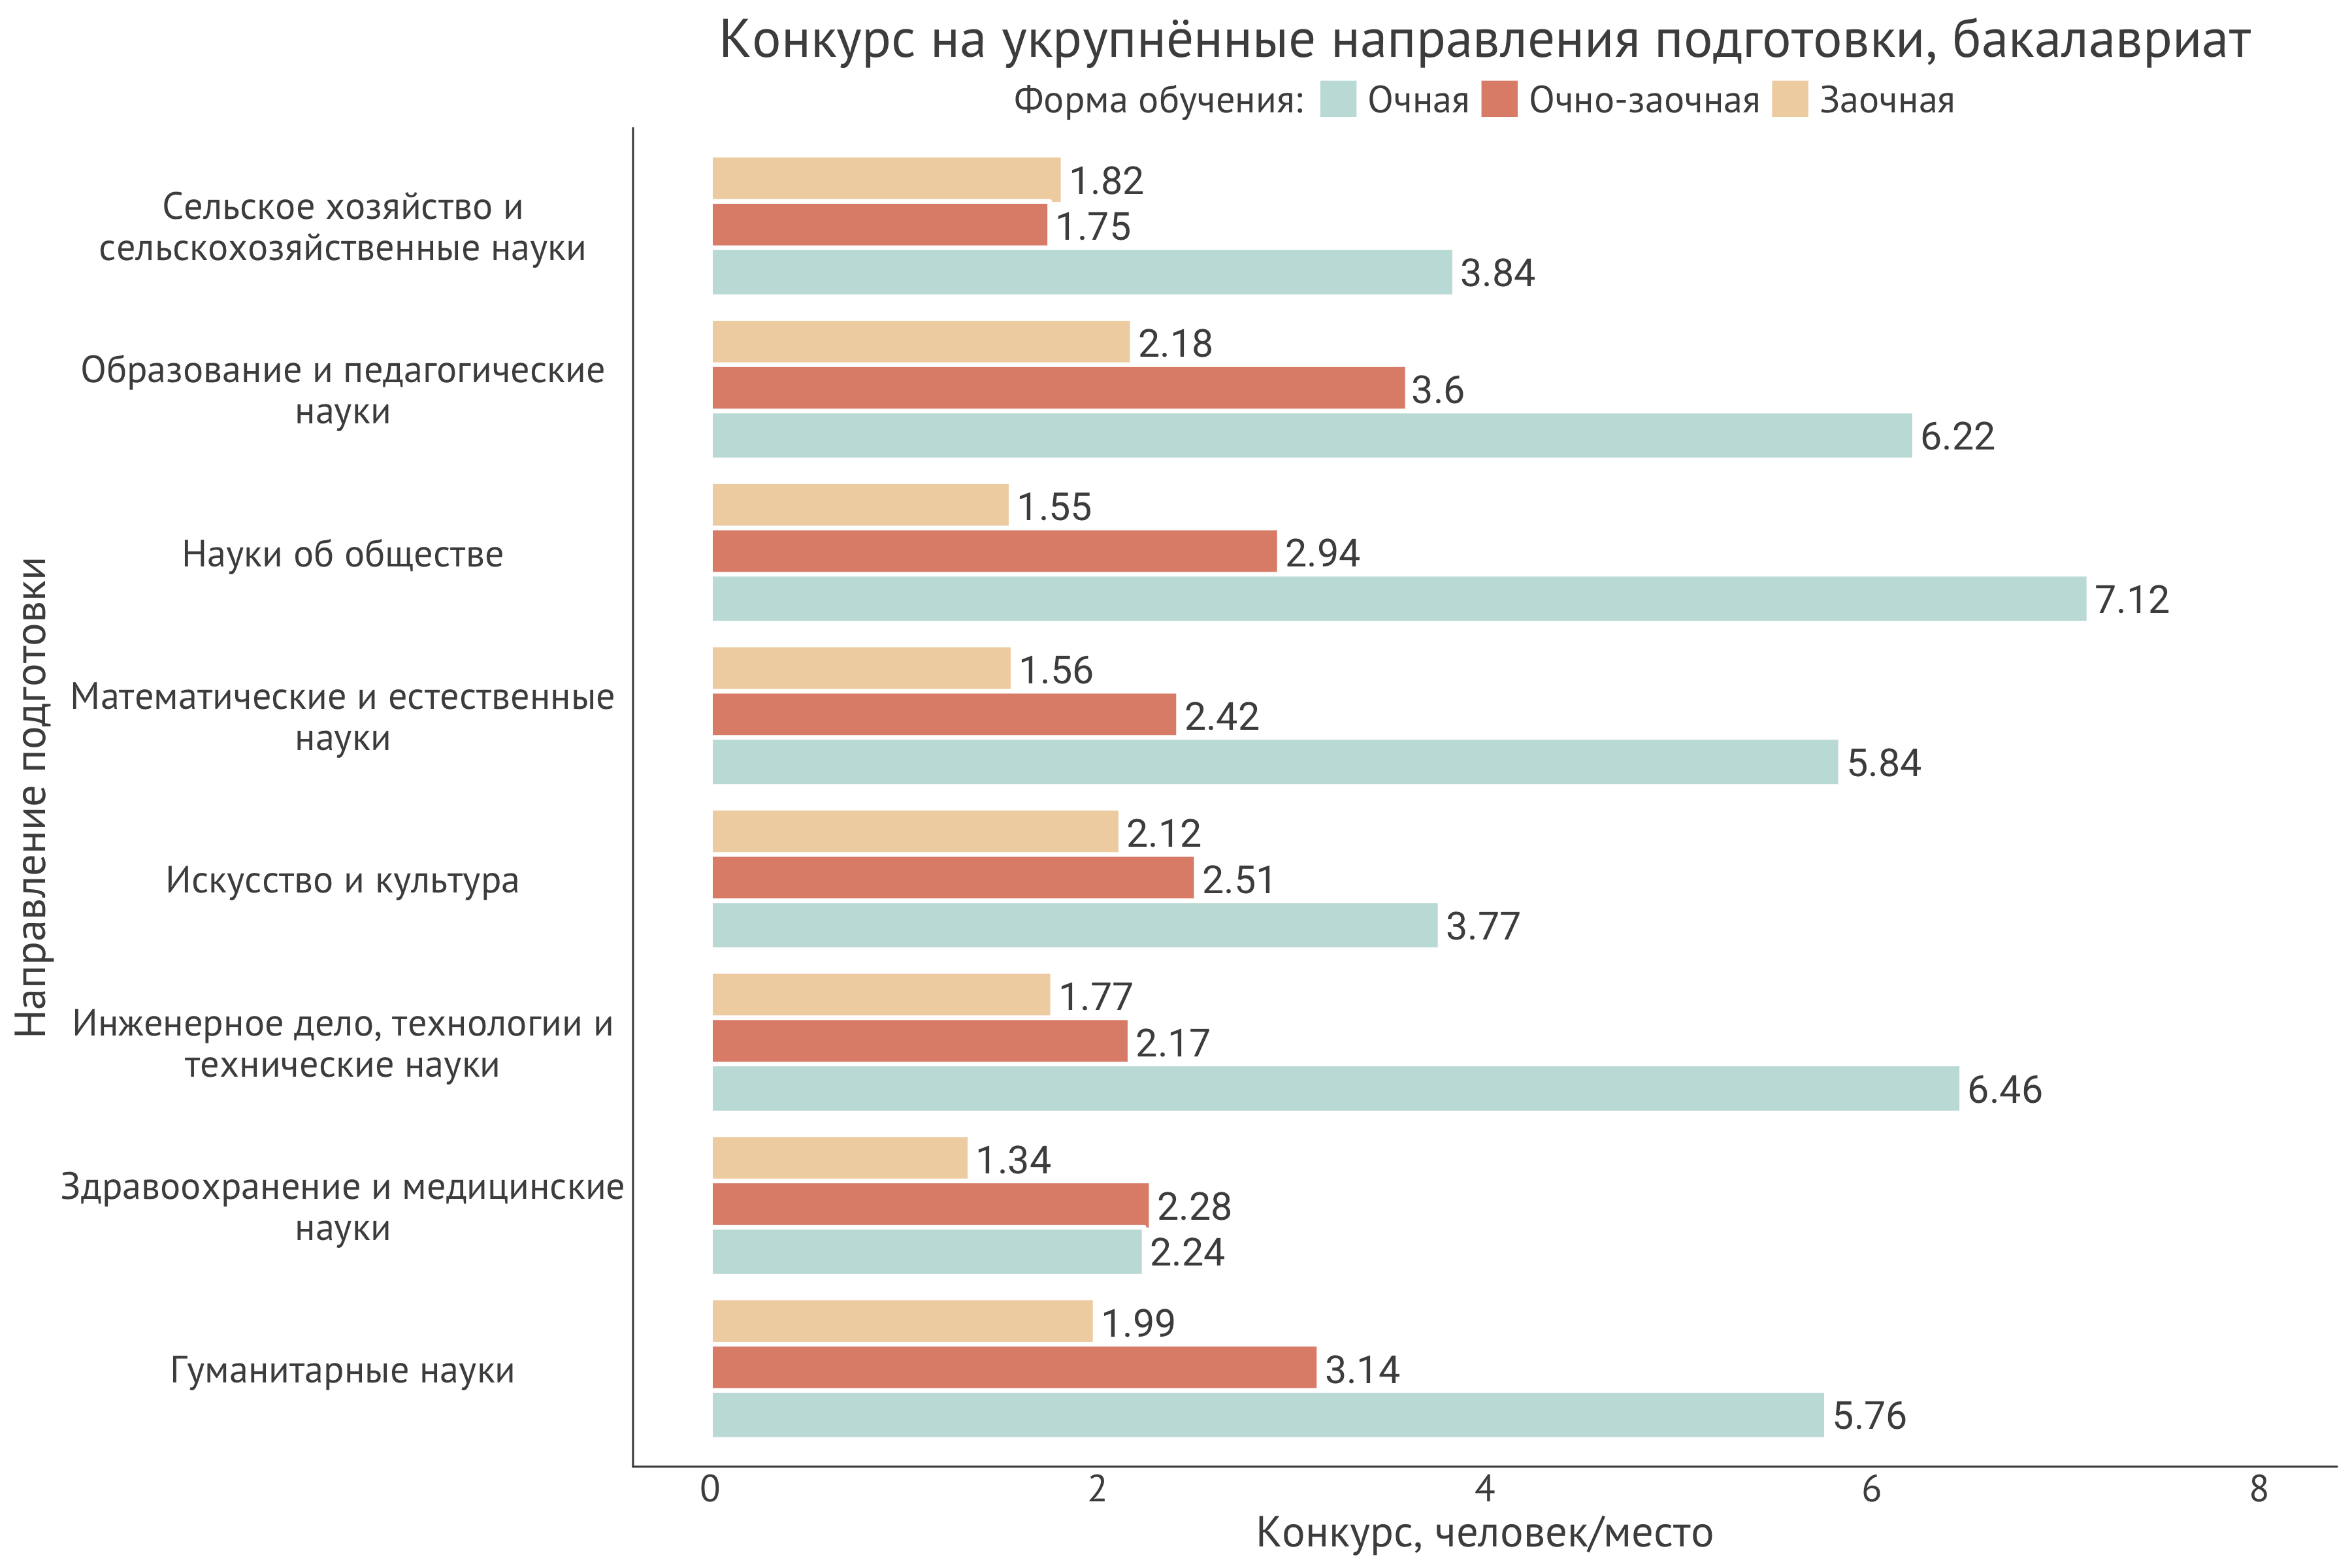 Конкурс на укрупнённые направления подготовки, бакалавриат
Форма обучения: Очная Очно-заочная Заочная
Направление подготовки
Сельское хозяйство и
сельскохозяйственные науки
1.82
1.75
3.84
Образование и педагогические
науки
2.18
3.6
6.22
Науки об обществе
1.55
2.94
7.12
Математические и естественные
науки
1.56
2.42
5.84
Искусство и культура
2.12
2.51
3.77
Инженерное дело, технологии и
технические науки
1.77
2.17
6.46
Здравоохранение и медицинские
науки
1.34
2.28
2.24
Гуманитарные науки
1.99
3.14
5.76
0 2 4 6 8
Конкурс, человек/место